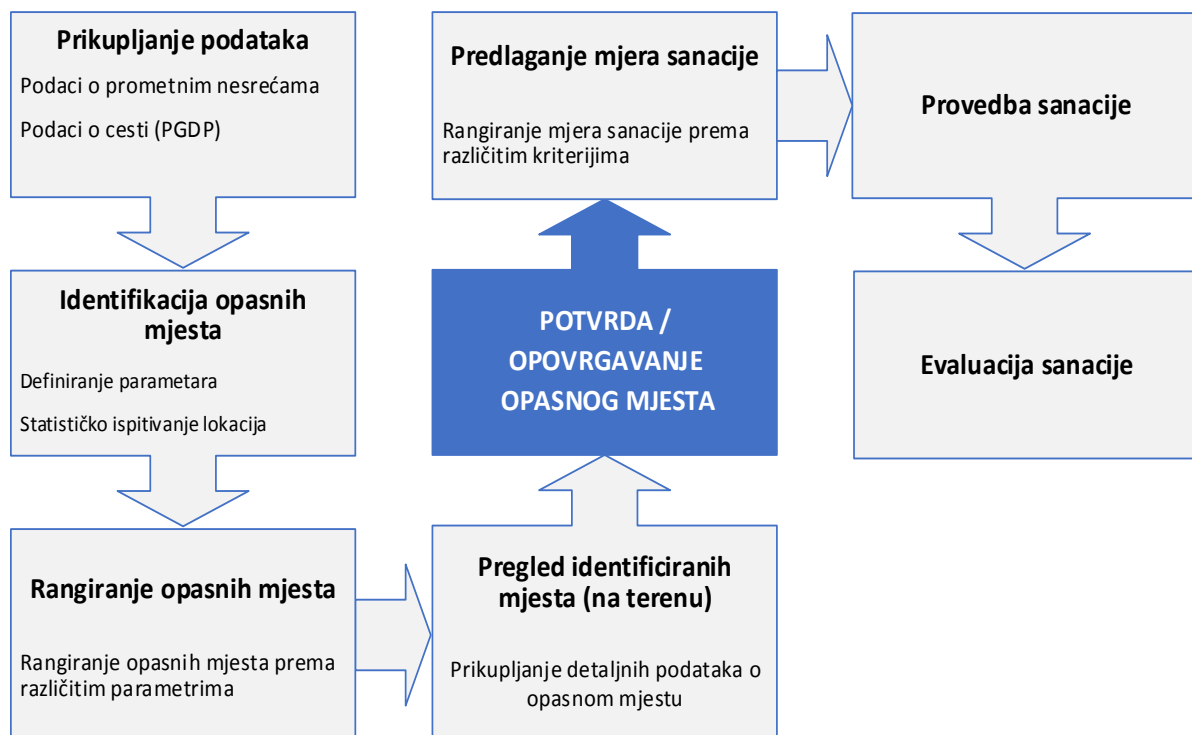 Prikupljanje podataka
Podaci o prometnim nesrećama
Podaci o cesti (PGDP)
Identifikacija opasnih
mjesta
Definiranje parametara
Statističko ispitivanje lokacija
Rangiranje opasnih mjesta
Rangiranje opasnih mjesta prema
različitim parametrima
Pregled identificiranih
mjesta (na terenu)
Prikupljanje detaljnih podataka o
opasnom mjestu
POTVRDA /
OPOVRGAVANJE
OPASNOG MJESTA
Predlaganje mjera sanacije
Rangiranje mjera sanacije prema
različitim kriterijima
Provedba sanacije
Evaluacija sanacije